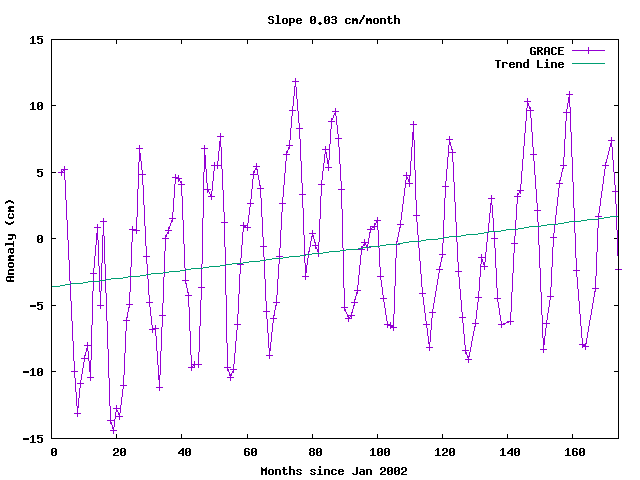 Slope 0.03 cm/month
GRACE
Trend Line
15
10
5
0
-5
-10
-15
Anomaly (cm)
0 20 40 60 80 100 120 140 160
Months since Jan 2002